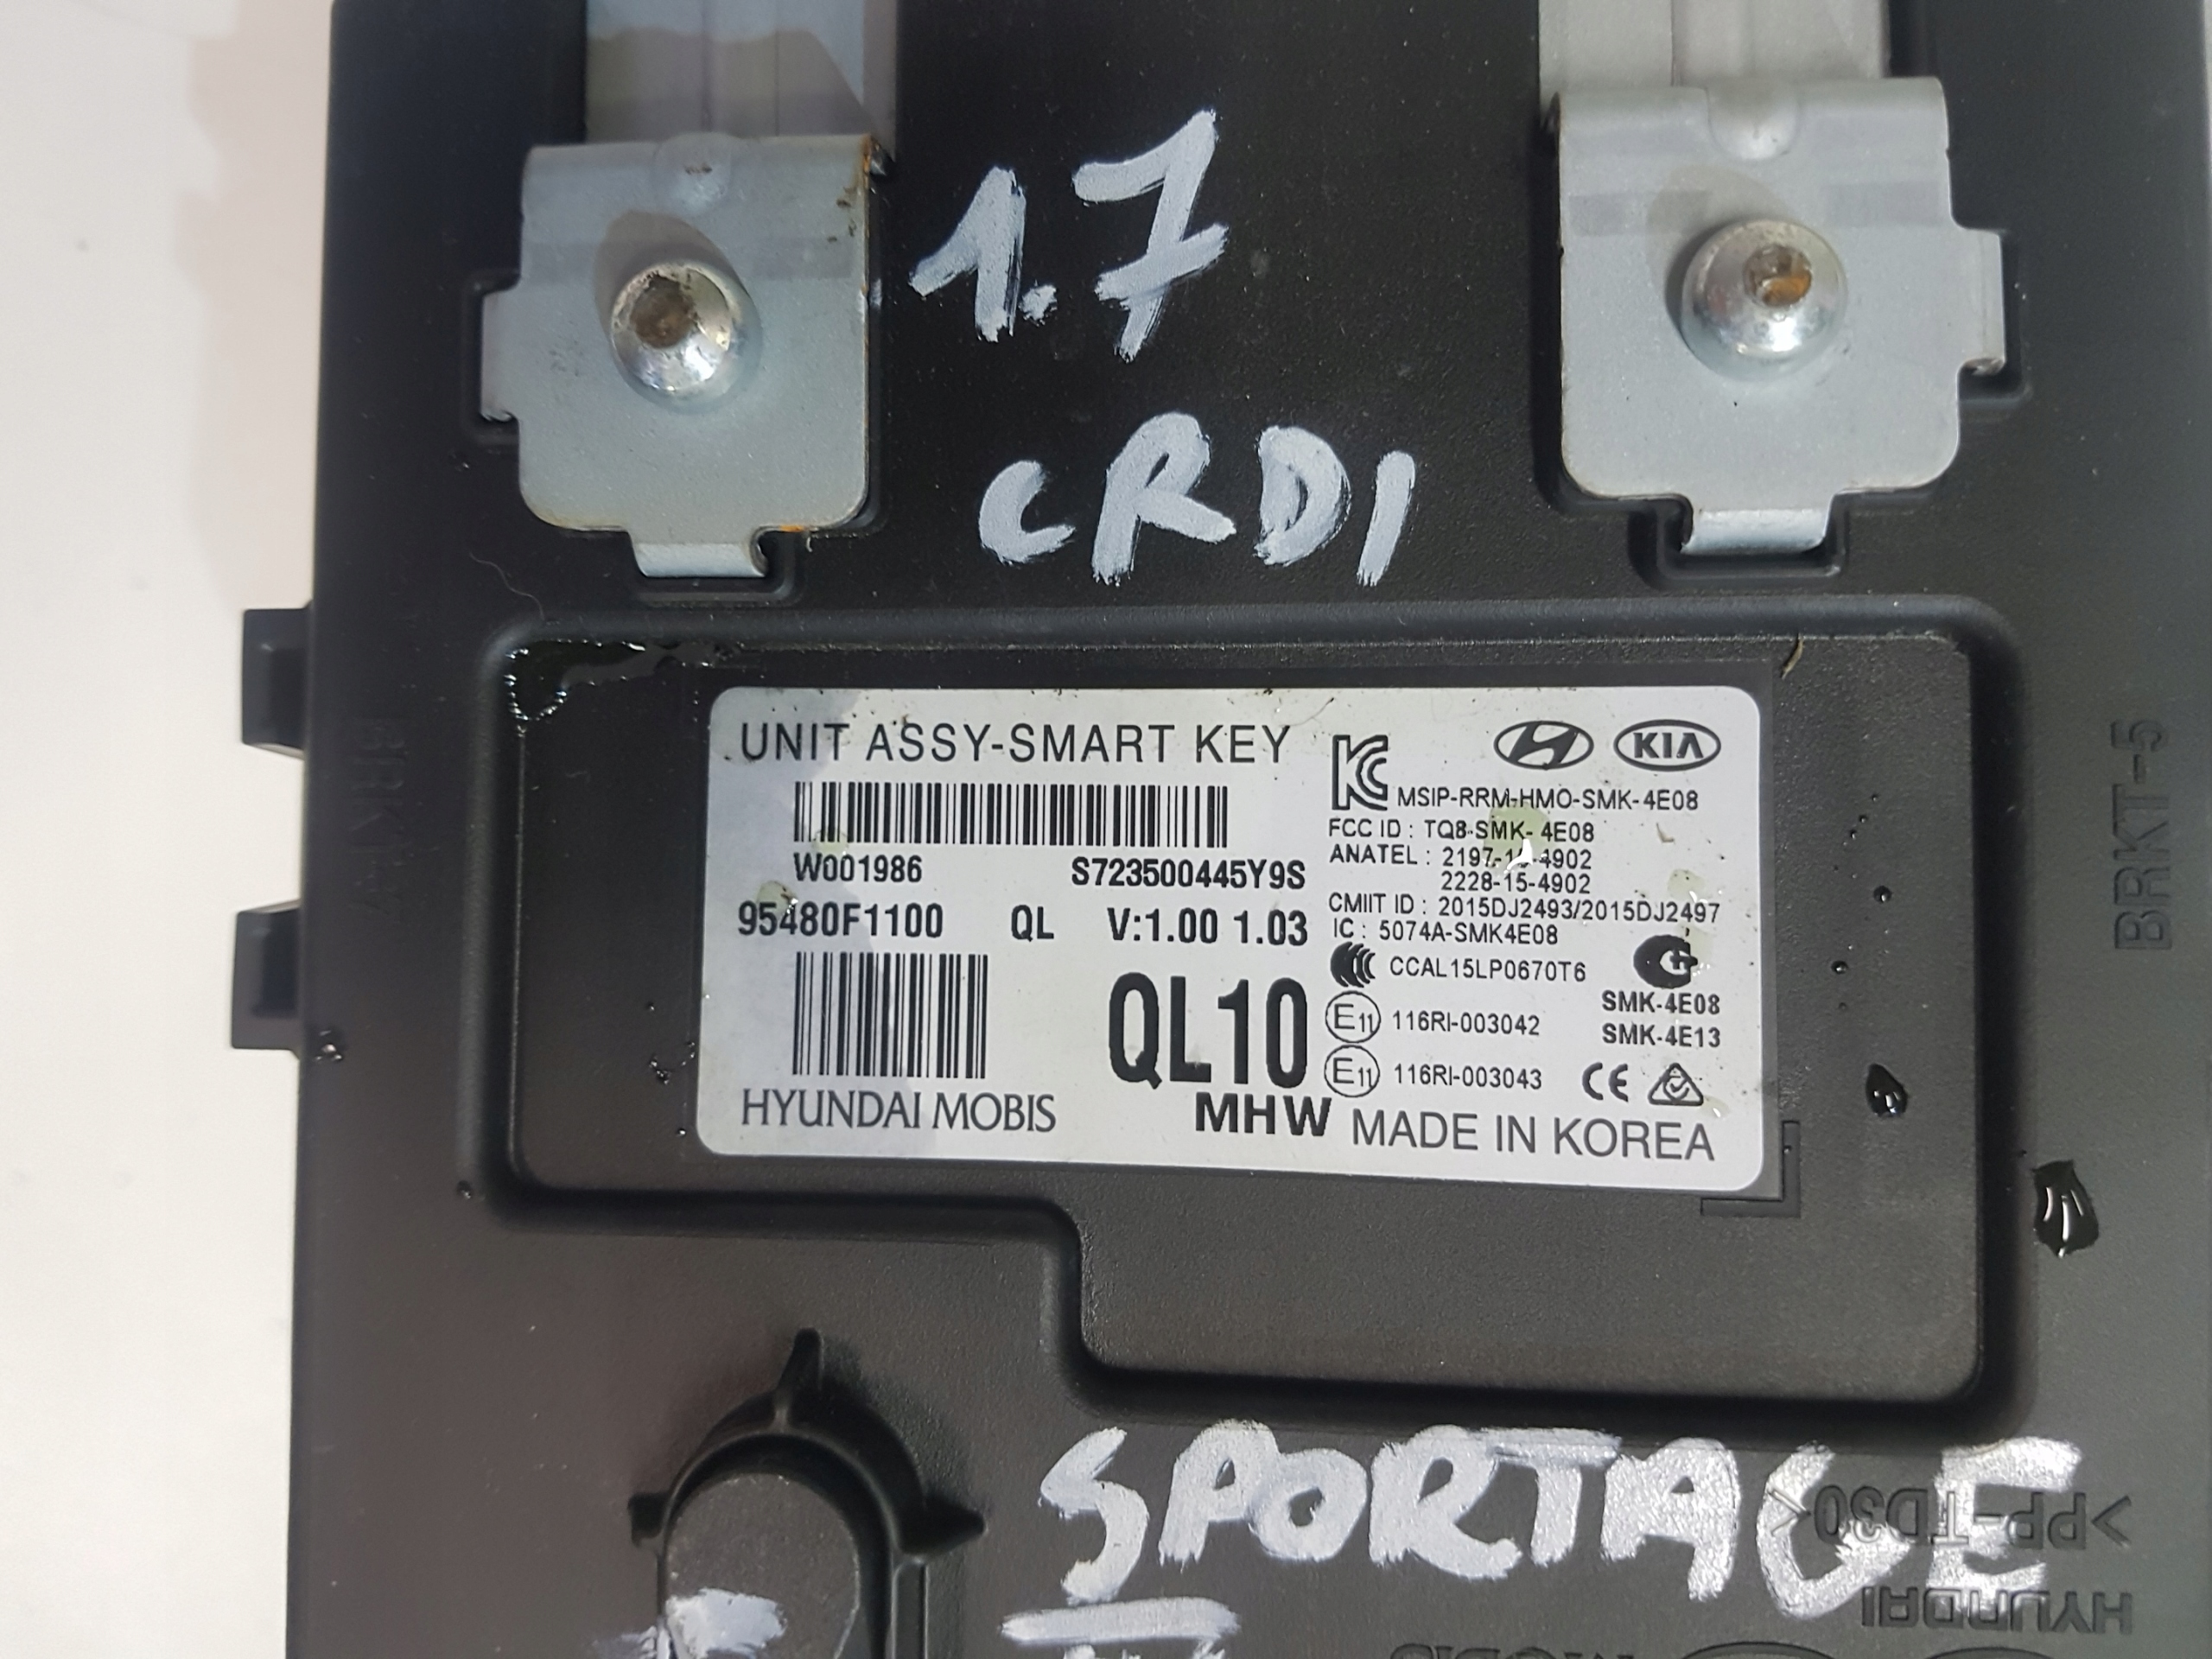 1.7
CRDI
UNIT ASSY-SMART KEY
KIA
MSIP-RRM-HMO-SMK-4E08
FCC ID : TQ8-SMK- 4E08
ANATEL : 2197- -4902
2228-15-4902
W001986 S723500445Y9S
95480F1100 QL V:1.00 1.03
CMIIT ID : 2015DJ2493/2015DJ2497
IC : 5074A-SMK4E08
CCAL15LP0670T6
QL10
SMK-4E08
E11 116RI-003042
SMK-4E13
E11 116RI-003043
CE
HYUNDAI MOBIS
MHW
MADE IN KOREA
BRKT-5
SPORTAGE
>PP-TD30<
HYUNDAI
MOBIS